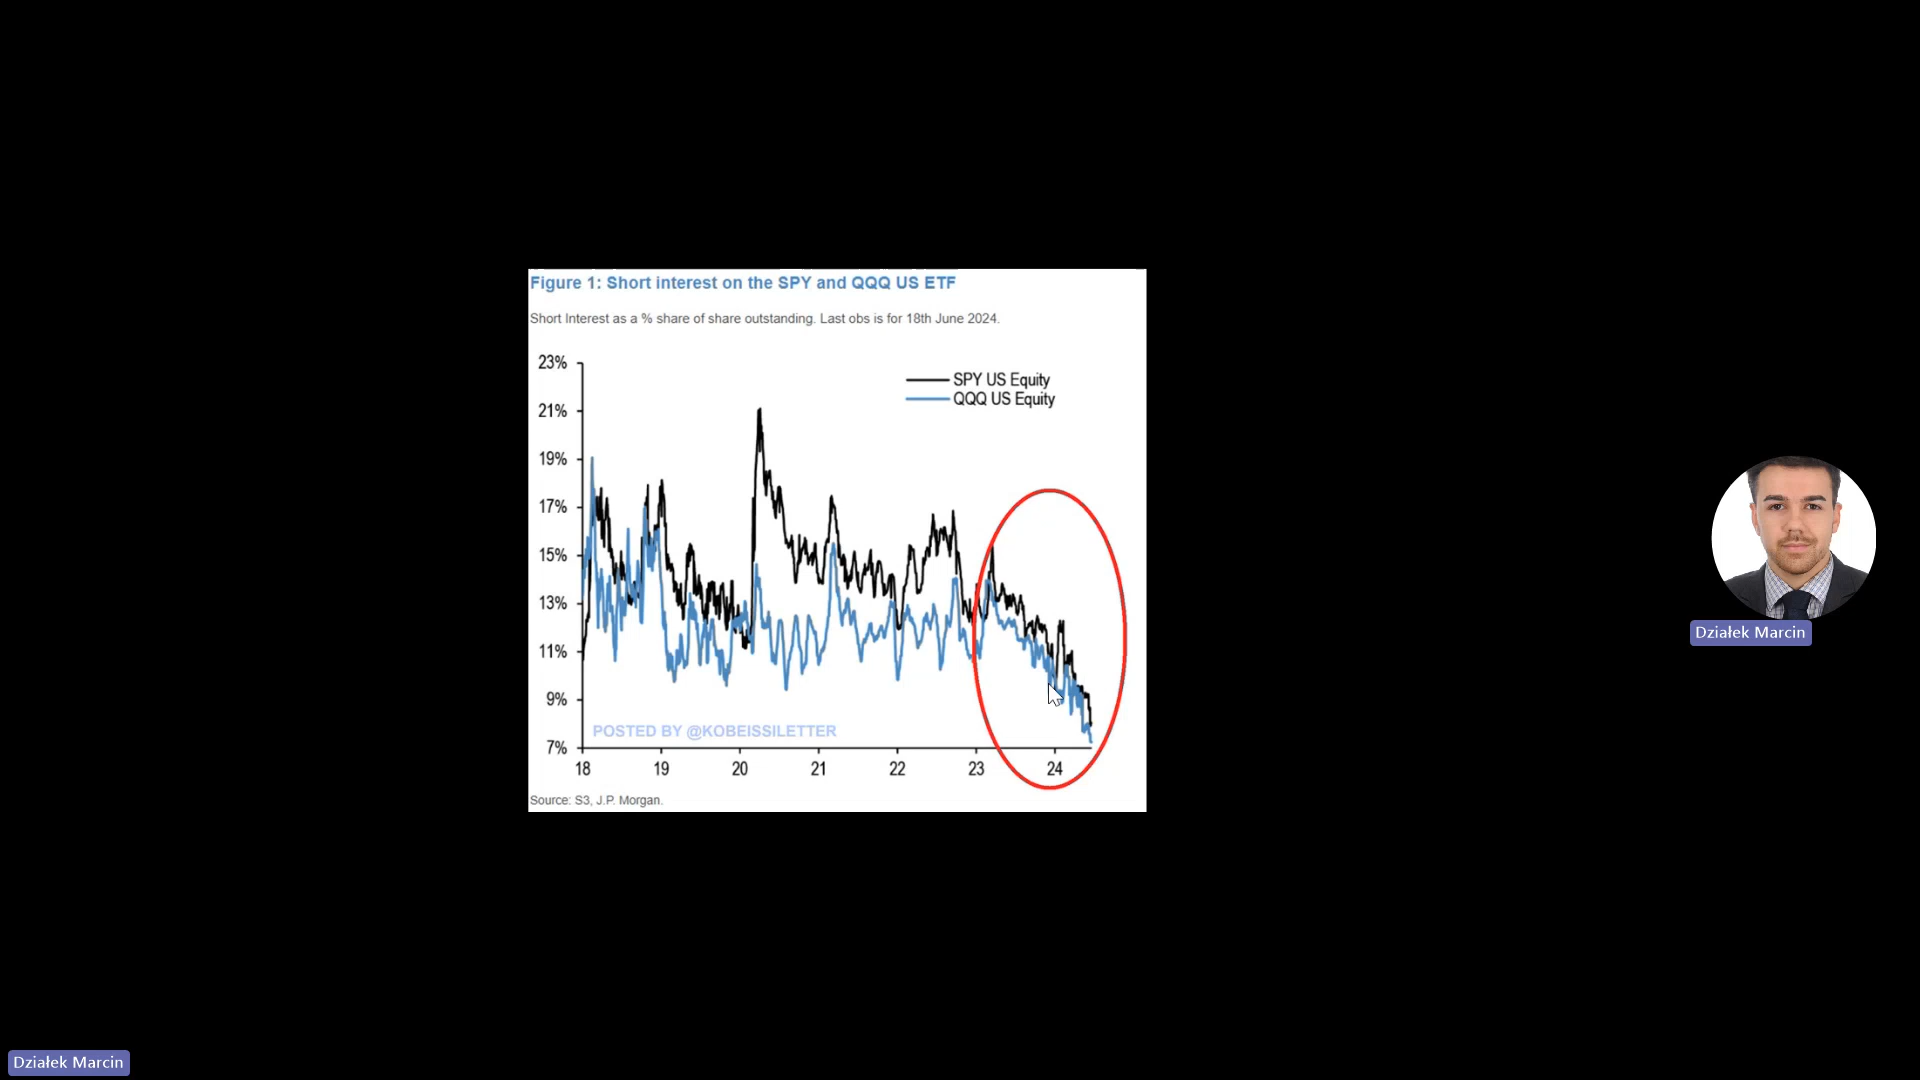 Figure 1: Short interest on the SPY and QQQ US ETF
Short Interest as a % share of share outstanding. Last obs is for 18th June 2024.
23%
21%
19%
17%
15%
13%
11%
9%
7%
SPY US Equity
QQQ US Equity
POSTED BY @KOBEISSILETTER
18 19 20 21 22 23 24
Source: S3, J.P. Morgan.
Działek Marcin
Działek Marcin